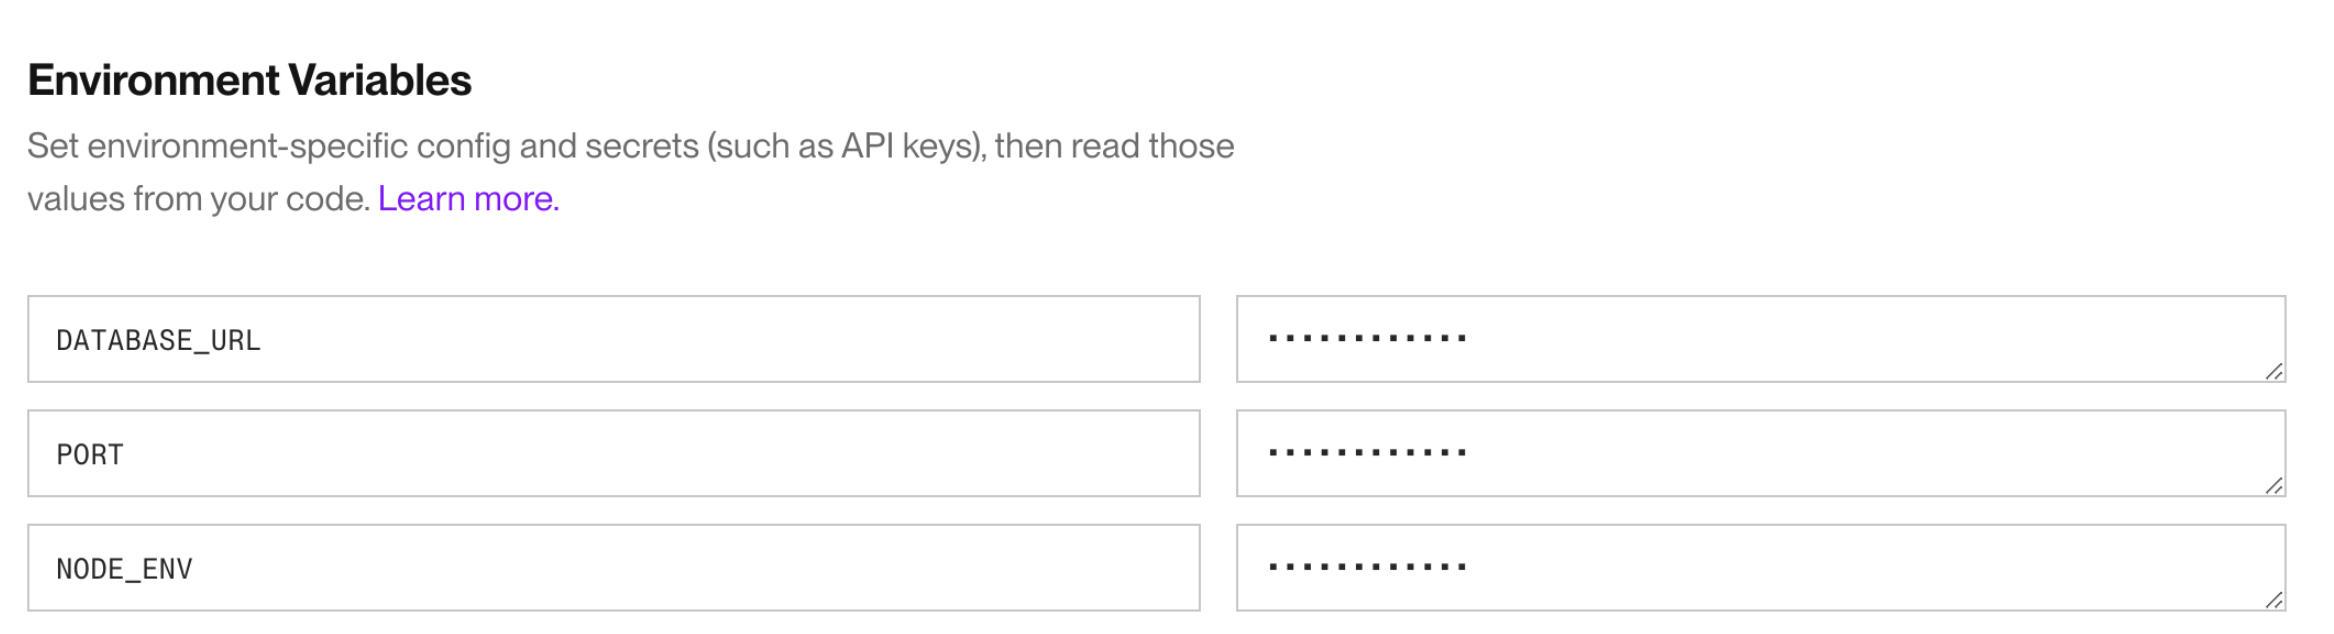 Environment Variables
Set environment-specific config and secrets (such as API keys), then read those
values from your code. Learn more.
DATABASE_URL
............
PORT
............
NODE_ENV
............